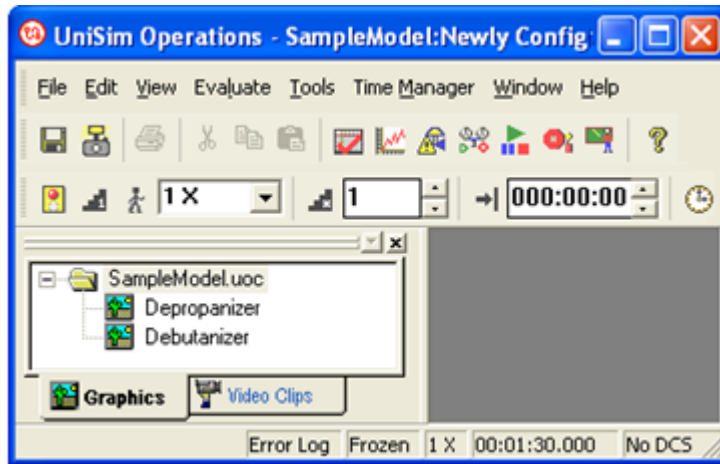 UniSim Operations - SampleModel:Newly Config
File Edit View Evaluate Tools Time Manager Window Help
1 X 1 000:00:00
SampleModel.uoc
Depropanizer
Debutanizer
Graphics Video Clips
Error Log Frozen 1 X 00:01:30.000 No DCS